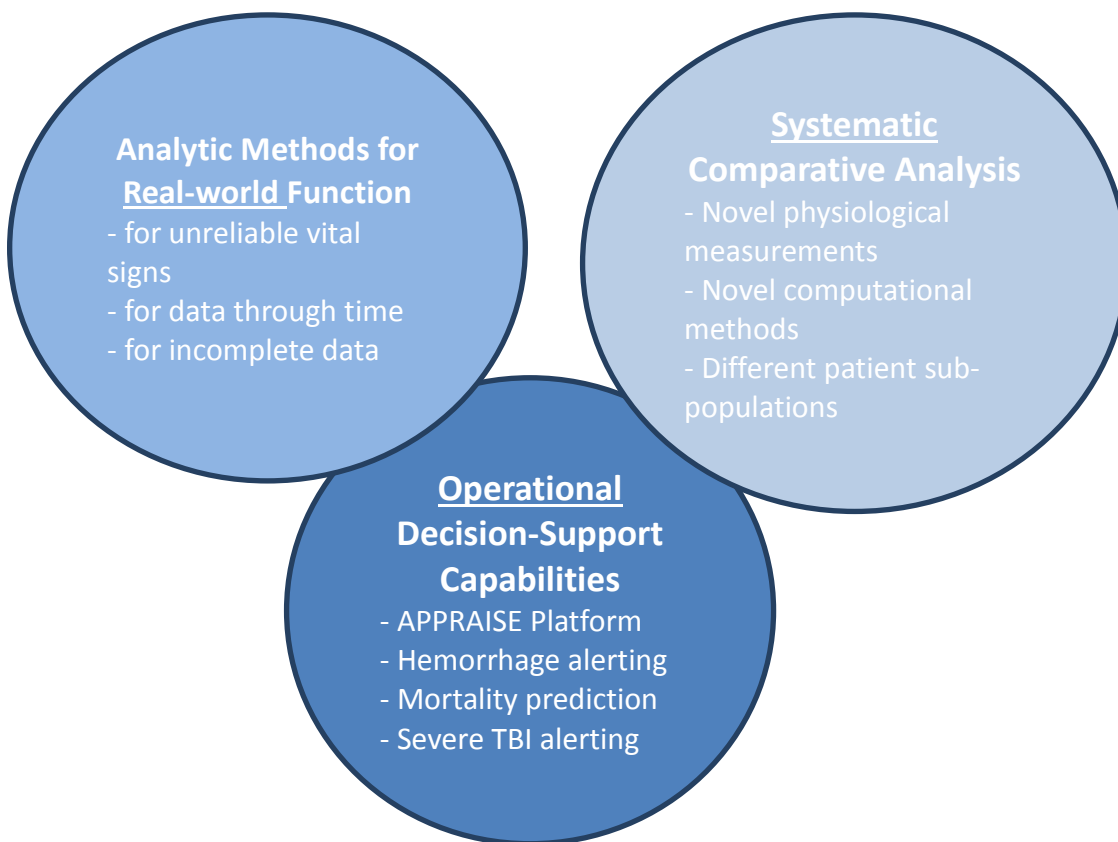 Analytic Methods for
Real-world Function
- for unreliable vital
signs
- for data through time
- for incomplete data
Systematic
Comparative Analysis
- Novel physiological
measurements
- Novel computational
methods
- Different patient sub-
populations
Operational
Decision-Support
Capabilities
- APPRAISE Platform
- Hemorrhage alerting
- Mortality prediction
- Severe TBI alerting